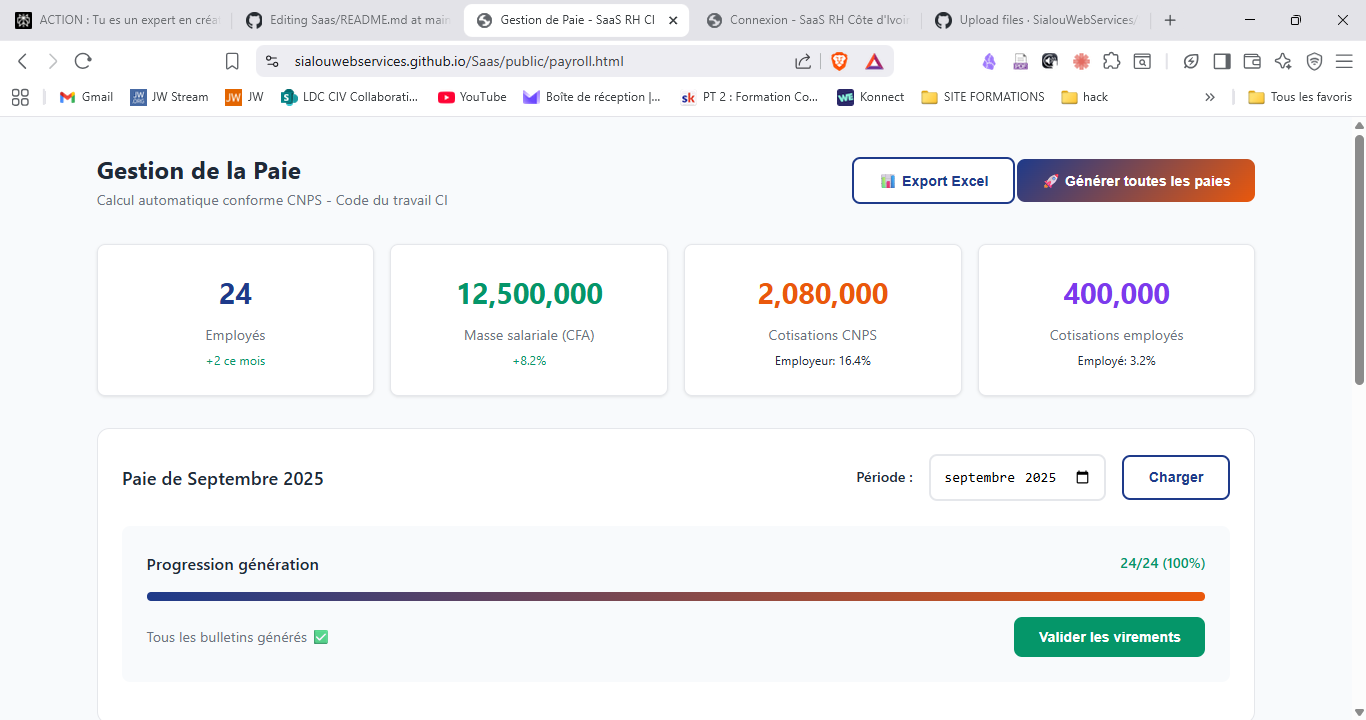 ACTION : Tu es un expert en créat
Editing Saas/README.md at main
Gestion de Paie - SaaS RH CI
Connexion - SaaS RH Côte d'Ivoir
Upload files · SialouWebServices/
sialouwebservices.github.io/Saas/public/payroll.html
Gmail
JW Stream
JW
LDC CIV Collaborati...
YouTube
Boîte de réception |...
PT 2 : Formation Co...
Konnect
SITE FORMATIONS
hack
Tous les favoris
Gestion de la Paie
Calcul automatique conforme CNPS - Code du travail CI
Export Excel
Générer toutes les paies
24
Employés
+2 ce mois
12,500,000
Masse salariale (CFA)
+8.2%
2,080,000
Cotisations CNPS
Employeur: 16.4%
400,000
Cotisations employés
Employé: 3.2%
Paie de Septembre 2025
Période :
septembre 2025
Charger
Progression génération
24/24 (100%)
Tous les bulletins générés ✅
Valider les virements